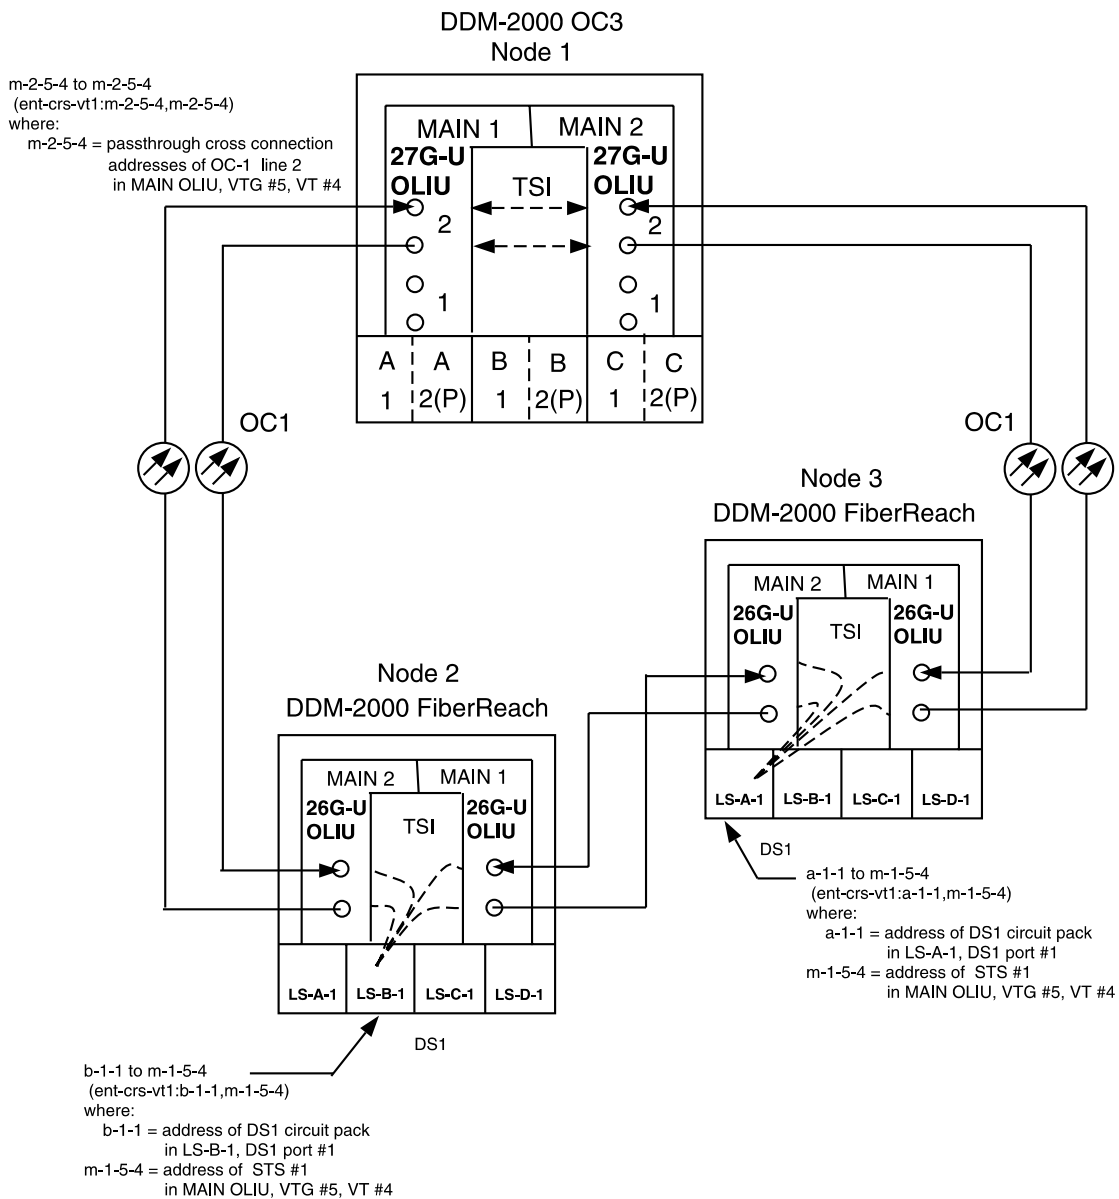 DDM-2000 OC3
Node 1
m-2-5-4 to m-2-5-4
(ent-crs-vt1:m-2-5-4,m-2-5-4)
where:
m-2-5-4 = passthrough cross connection
addresses of OC-1 line 2
in MAIN OLIU, VTG #5, VT #4
MAIN 1
MAIN 2
27G-U
OLIU
TSI
27G-U
OLIU
2
2
1
1
A
1
A
2(P)
B
1
B
2(P)
C
1
C
2(P)
OC1
OC1
Node 3
DDM-2000 FiberReach
MAIN 2
MAIN 1
26G-U
OLIU
TSI
26G-U
OLIU
LS-A-1
LS-B-1
LS-C-1
LS-D-1
DS1
a-1-1 to m-1-5-4
(ent-crs-vt1:a-1-1,m-1-5-4)
where:
a-1-1 = address of DS1 circuit pack
in LS-A-1, DS1 port #1
m-1-5-4 = address of STS #1
in MAIN OLIU, VTG #5, VT #4
Node 2
DDM-2000 FiberReach
MAIN 2
MAIN 1
26G-U
OLIU
TSI
26G-U
OLIU
LS-A-1
LS-B-1
LS-C-1
LS-D-1
DS1
b-1-1 to m-1-5-4
(ent-crs-vt1:b-1-1,m-1-5-4)
where:
b-1-1 = address of DS1 circuit pack
in LS-B-1, DS1 port #1
m-1-5-4 = address of STS #1
in MAIN OLIU, VTG #5, VT #4